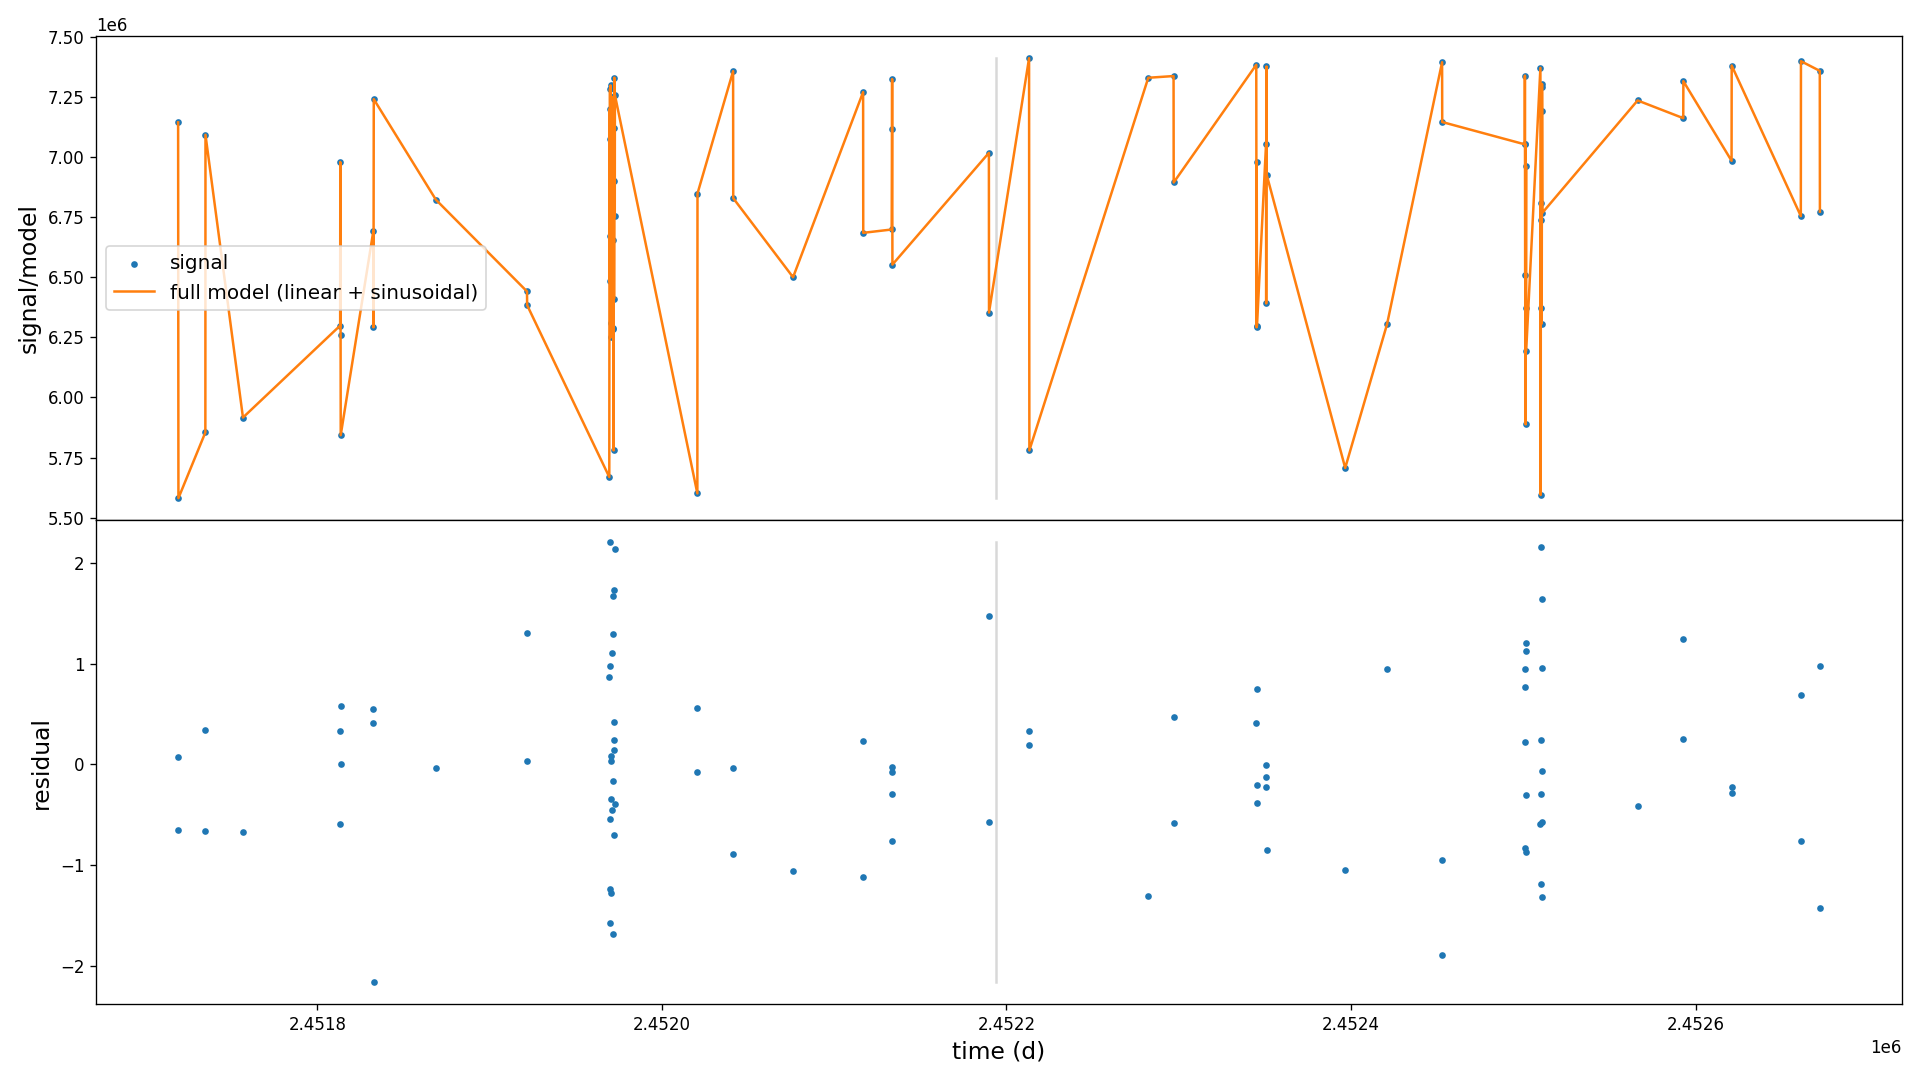 1e6
7.50
7.25
7.00
6.75
6.50
6.25
6.00
5.75
5.50
signal/model
signal
full model (linear + sinusoidal)
2
1
0
−1
−2
residual
2.4518
2.4520
2.4522
2.4524
2.4526
time (d)
1e6